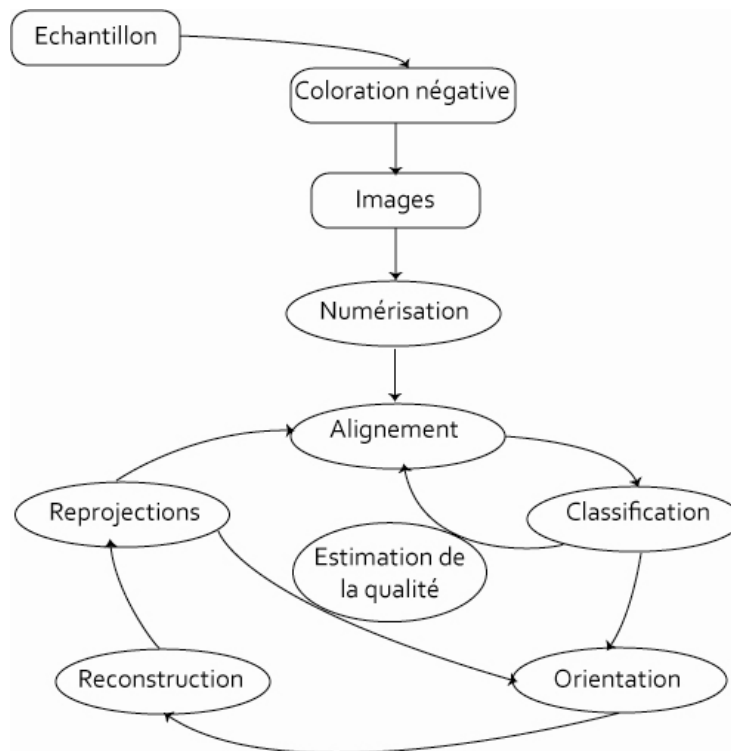 Echantillon
Coloration négative
Images
Numérisation
Alignement
Reprojections
Classification
Estimation de
la qualité
Reconstruction
Orientation